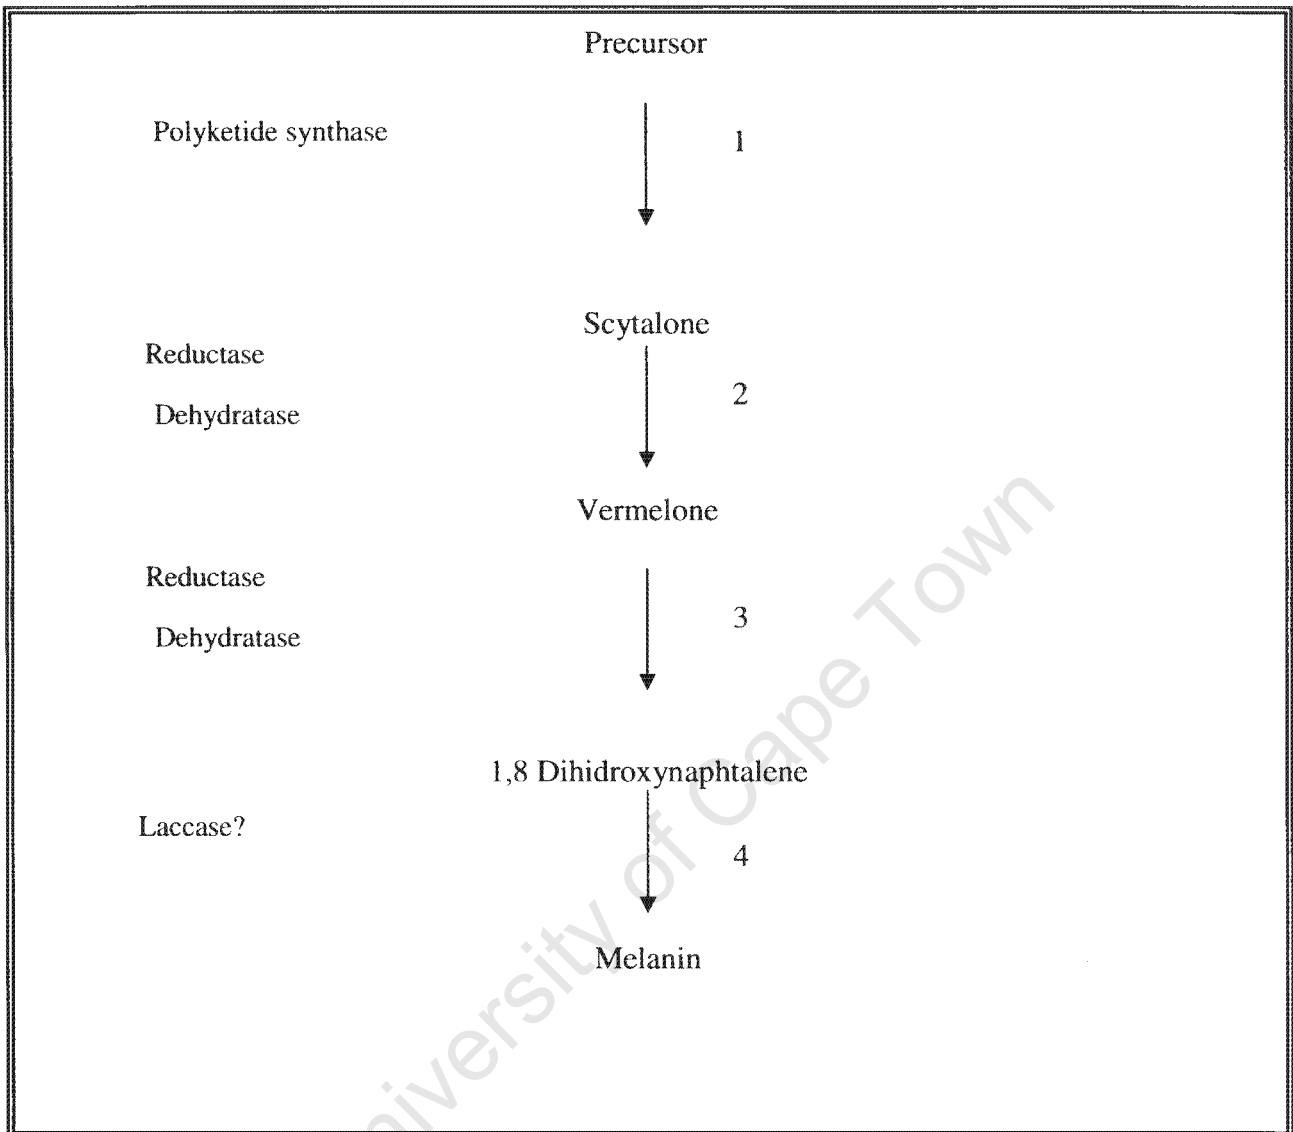 Precursor
Polyketide synthase
1
Scytalone
Reductase
2
Dehydratase
Vermelone
Reductase
3
Dehydratase
1,8 Dihidroxynaphtalene
Laccase?
4
Melanin
niversity of Cape Town